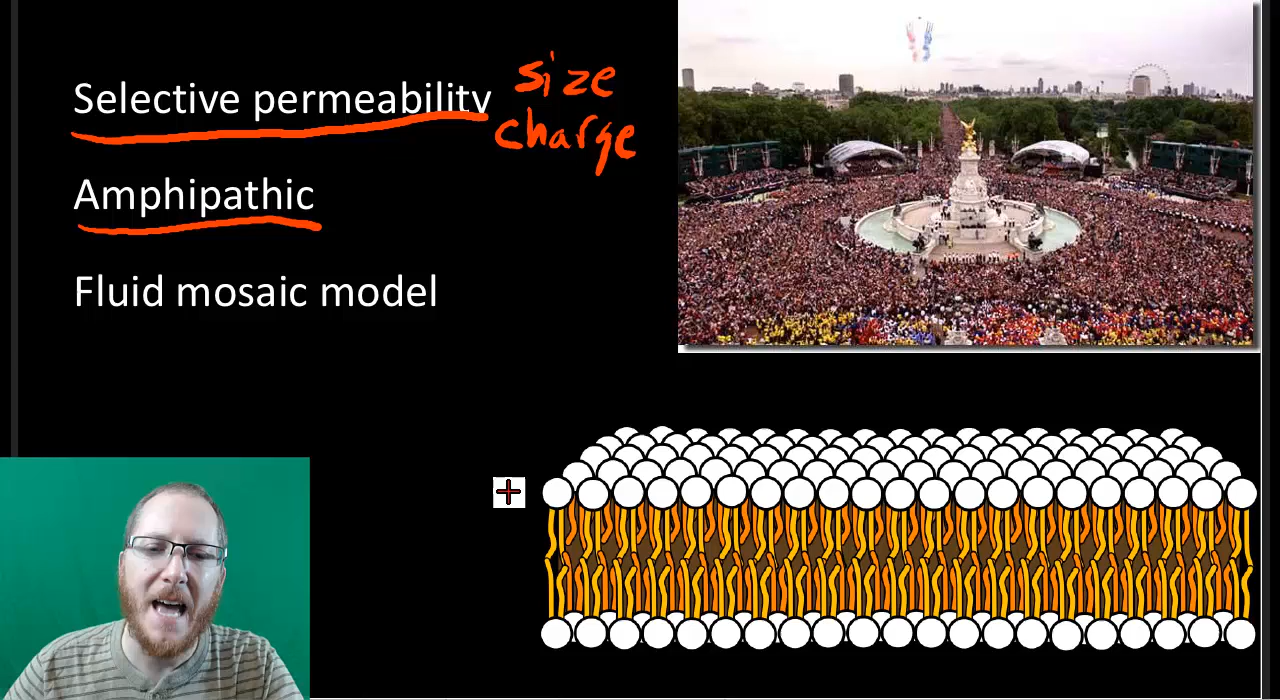 Selective permeability
size
charge
Amphipathic
Fluid mosaic model